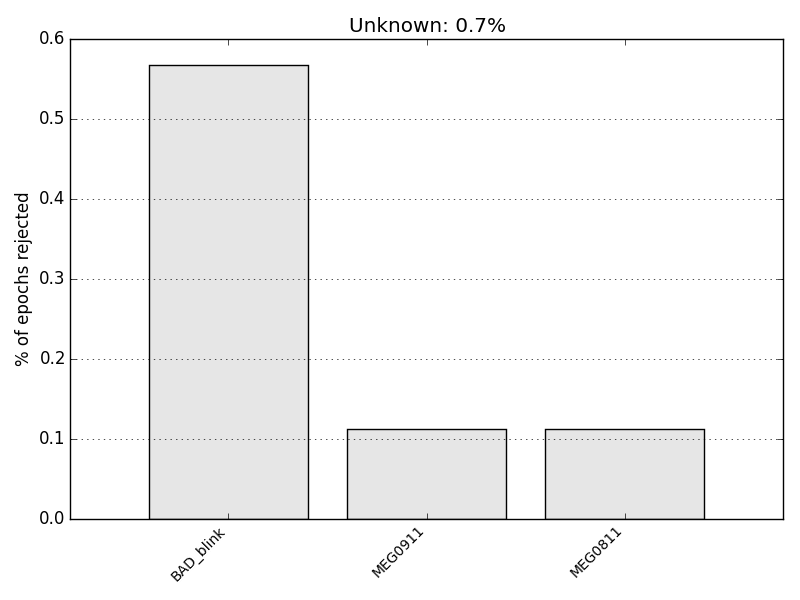 Unknown: 0.7%
0.6
0.5
0.4
0.3
0.2
0.1
0.0
% of epochs rejected
BAD_blink
MEG0911
MEG0811